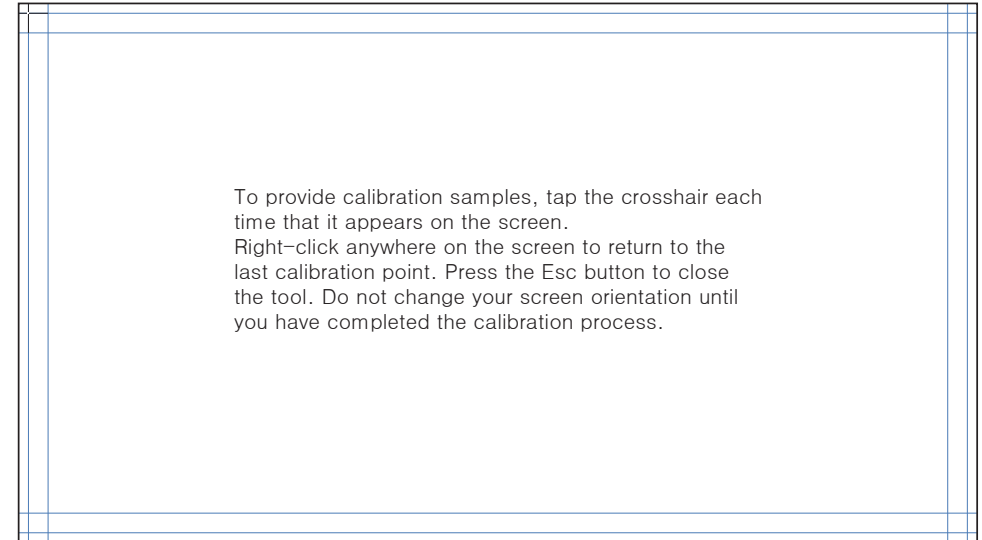 To provide calibration samples, tap the crosshair each
time that it appears on the screen.
Right-click anywhere on the screen to return to the
last calibration point. Press the Esc button to close
the tool. Do not change your screen orientation until
you have completed the calibration process.